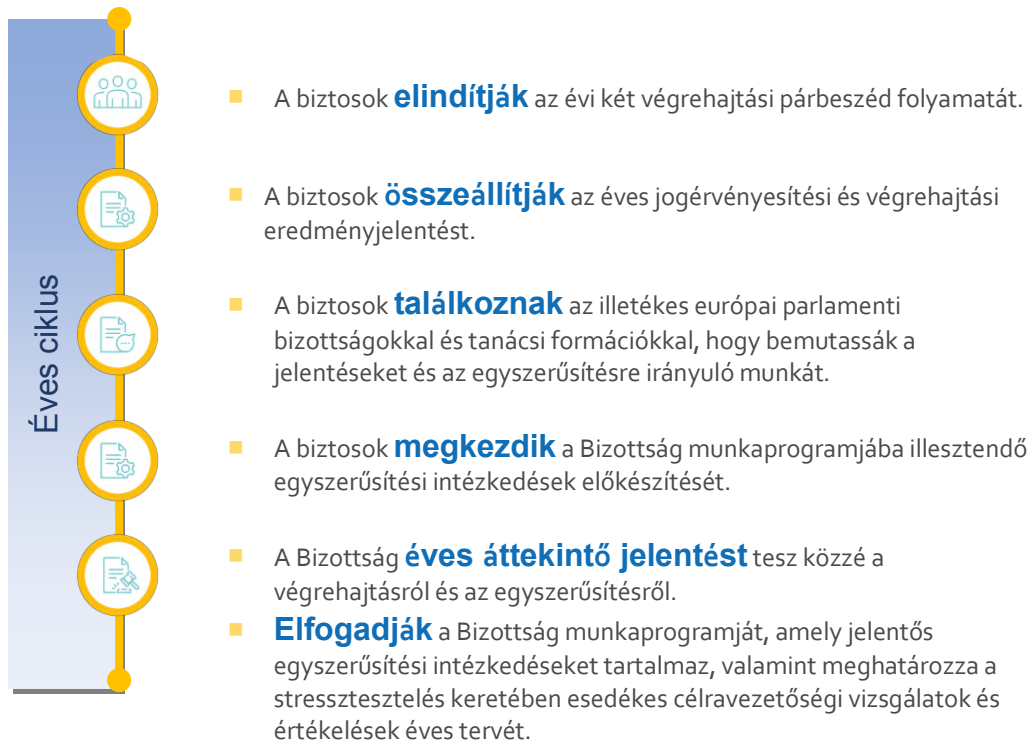 Éves ciklus
A biztosok elindítják az évi két végrehajtási párbeszéd folyamatát.
A biztosok összeállítják az éves jogérvényesítési és végrehajtási
eredményjelentést.
A biztosok találkoznak az illetékes európai parlamenti
bizottságokkal és tanácsi formációkkal, hogy bemutassák a
jelentéseket és az egyszerűsítésre irányuló munkát.
A biztosok megkezdik a Bizottság munkaprogramjába illesztendő
egyszerűsítési intézkedések előkészítését.
A Bizottság éves áttekintő jelentést tesz közzé a
végrehajtásról és az egyszerűsítésről.
Elfogadják a Bizottság munkaprogramját, amely jelentős
egyszerűsítési intézkedéseket tartalmaz, valamint meghatározza a
stressztesztelés keretében esedékes célravezetőségi vizsgálatok és
értékelések éves tervét.